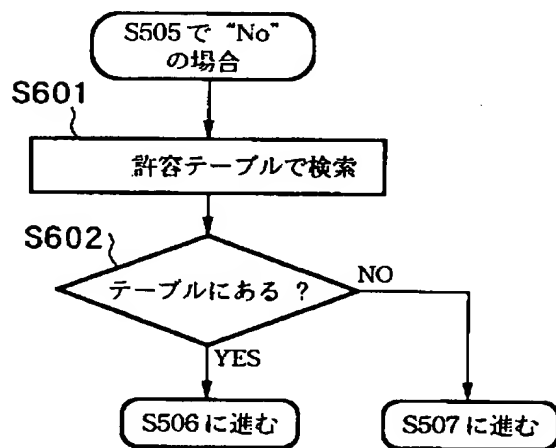 S505で “No”
の場合
S601
許容テーブルで検索
S602
テーブルにある ?
NO
YES
S506に進む
S507に進む